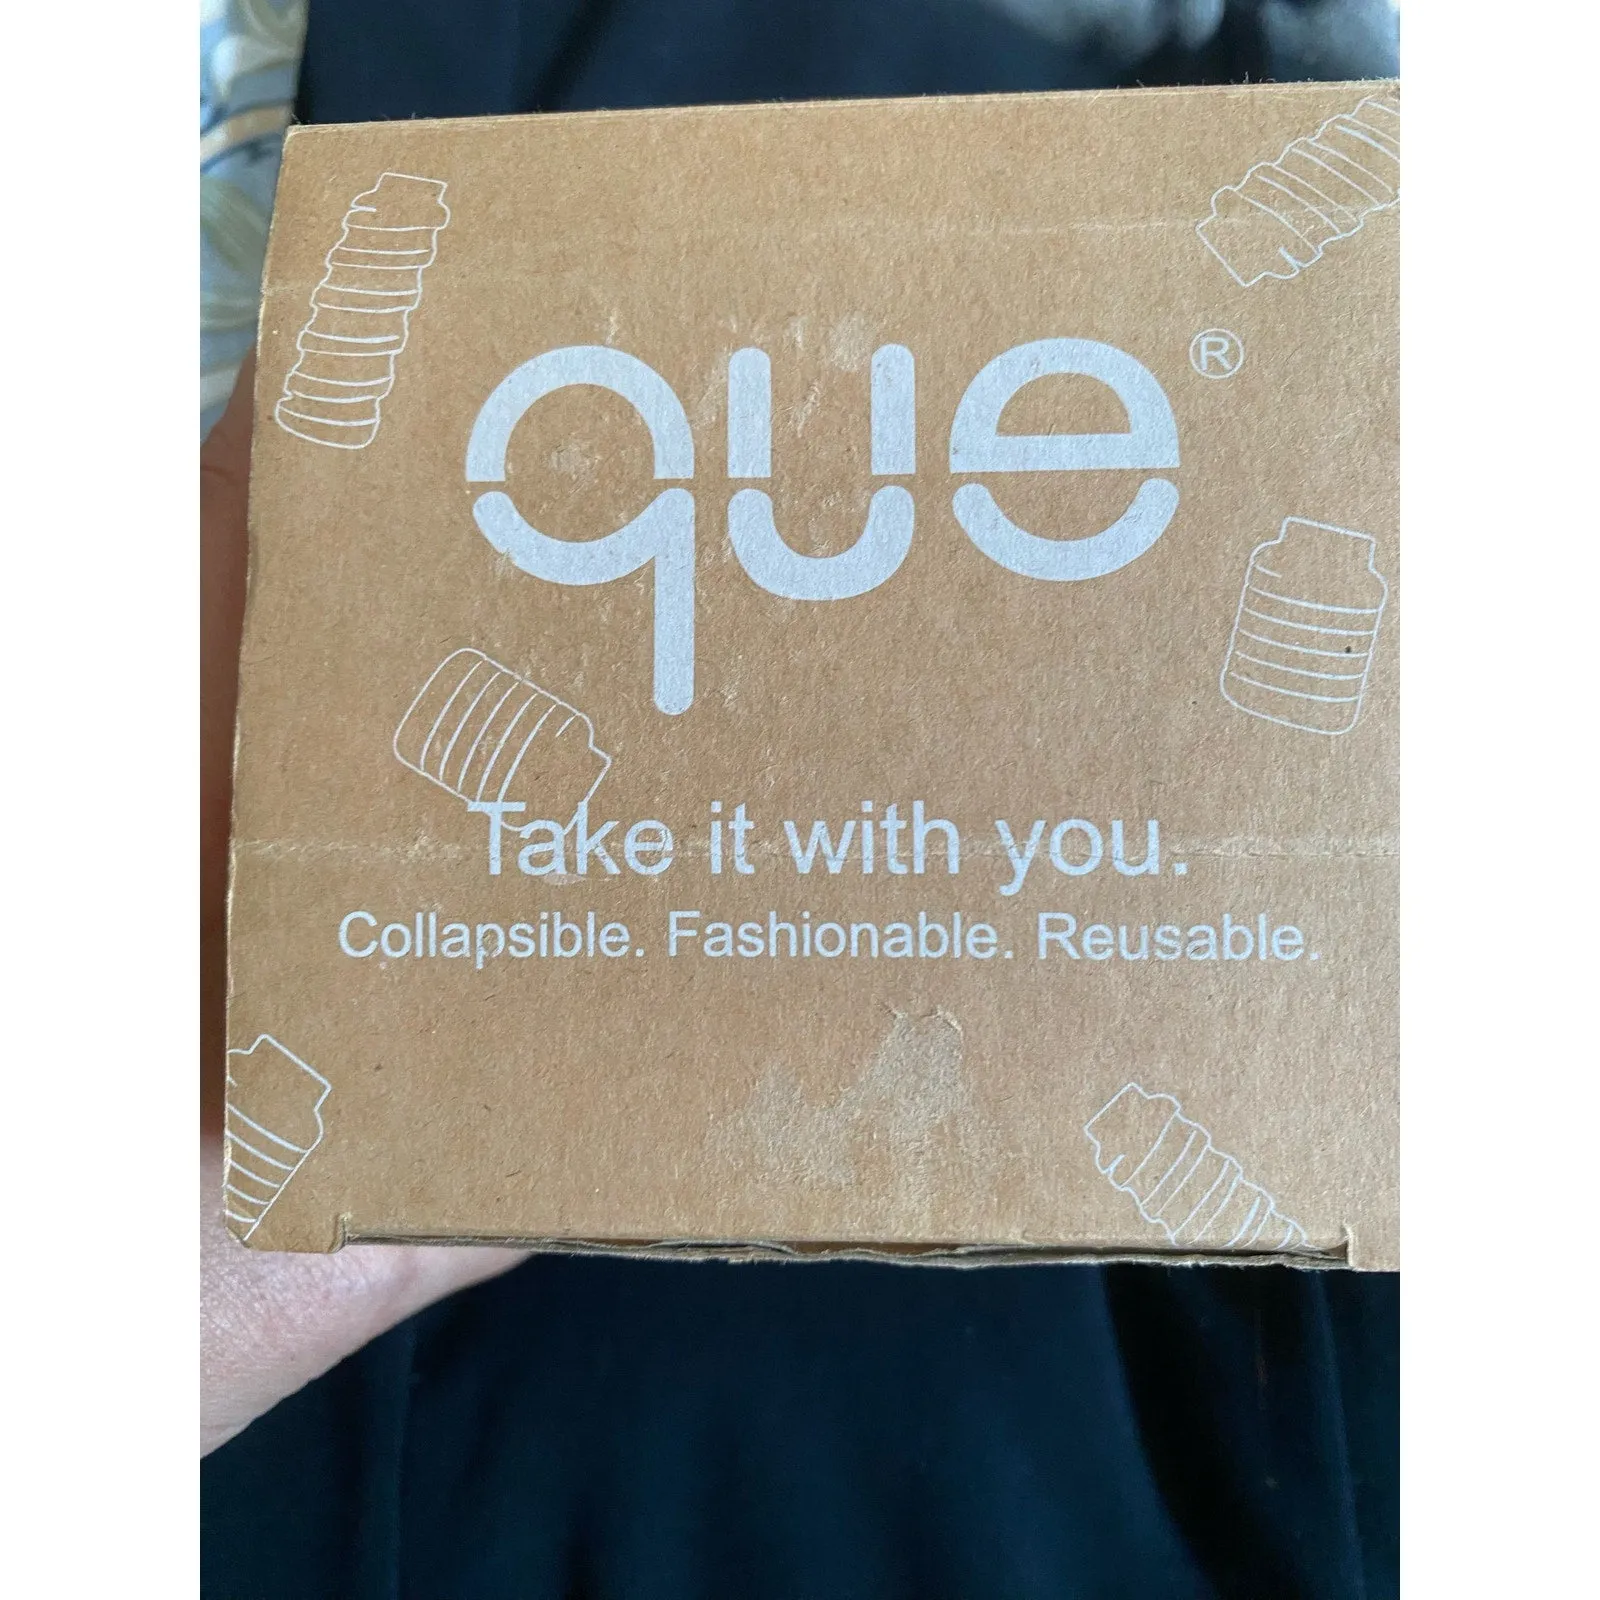 que®
Take it with you.
Collapsible. Fashionable. Reusable.